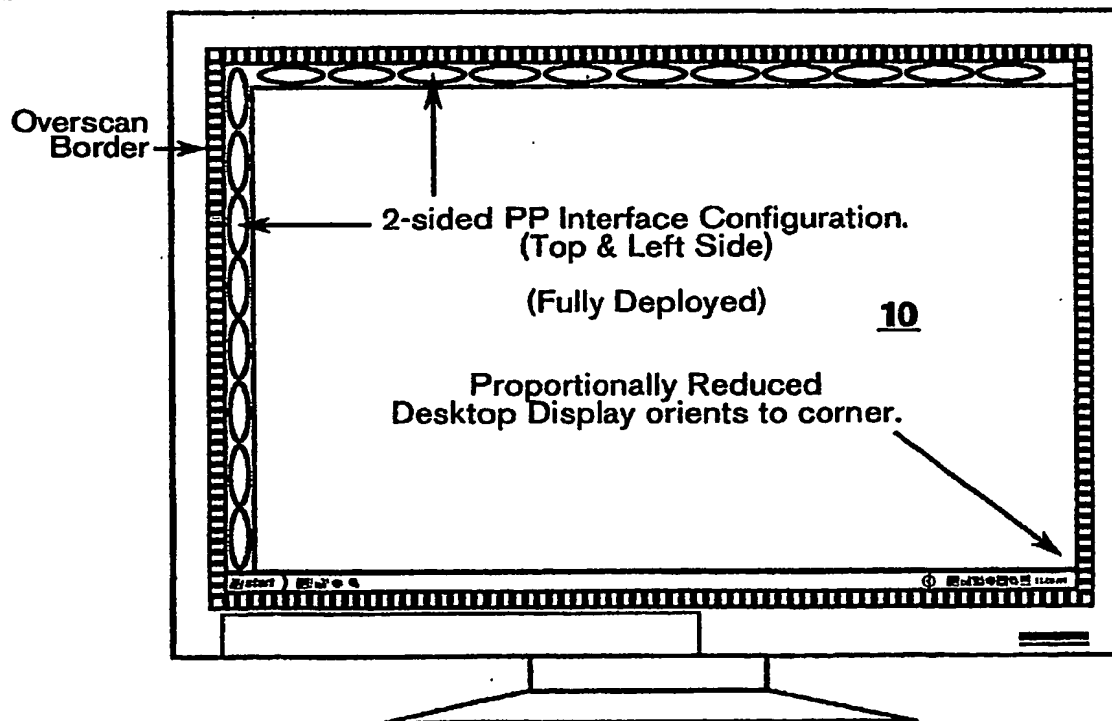 Overscan
Border
2-sided PP Interface Configuration.
(Top & Left Side)
(Fully Deployed)
10
Proportionally Reduced
Desktop Display orients to corner.
start